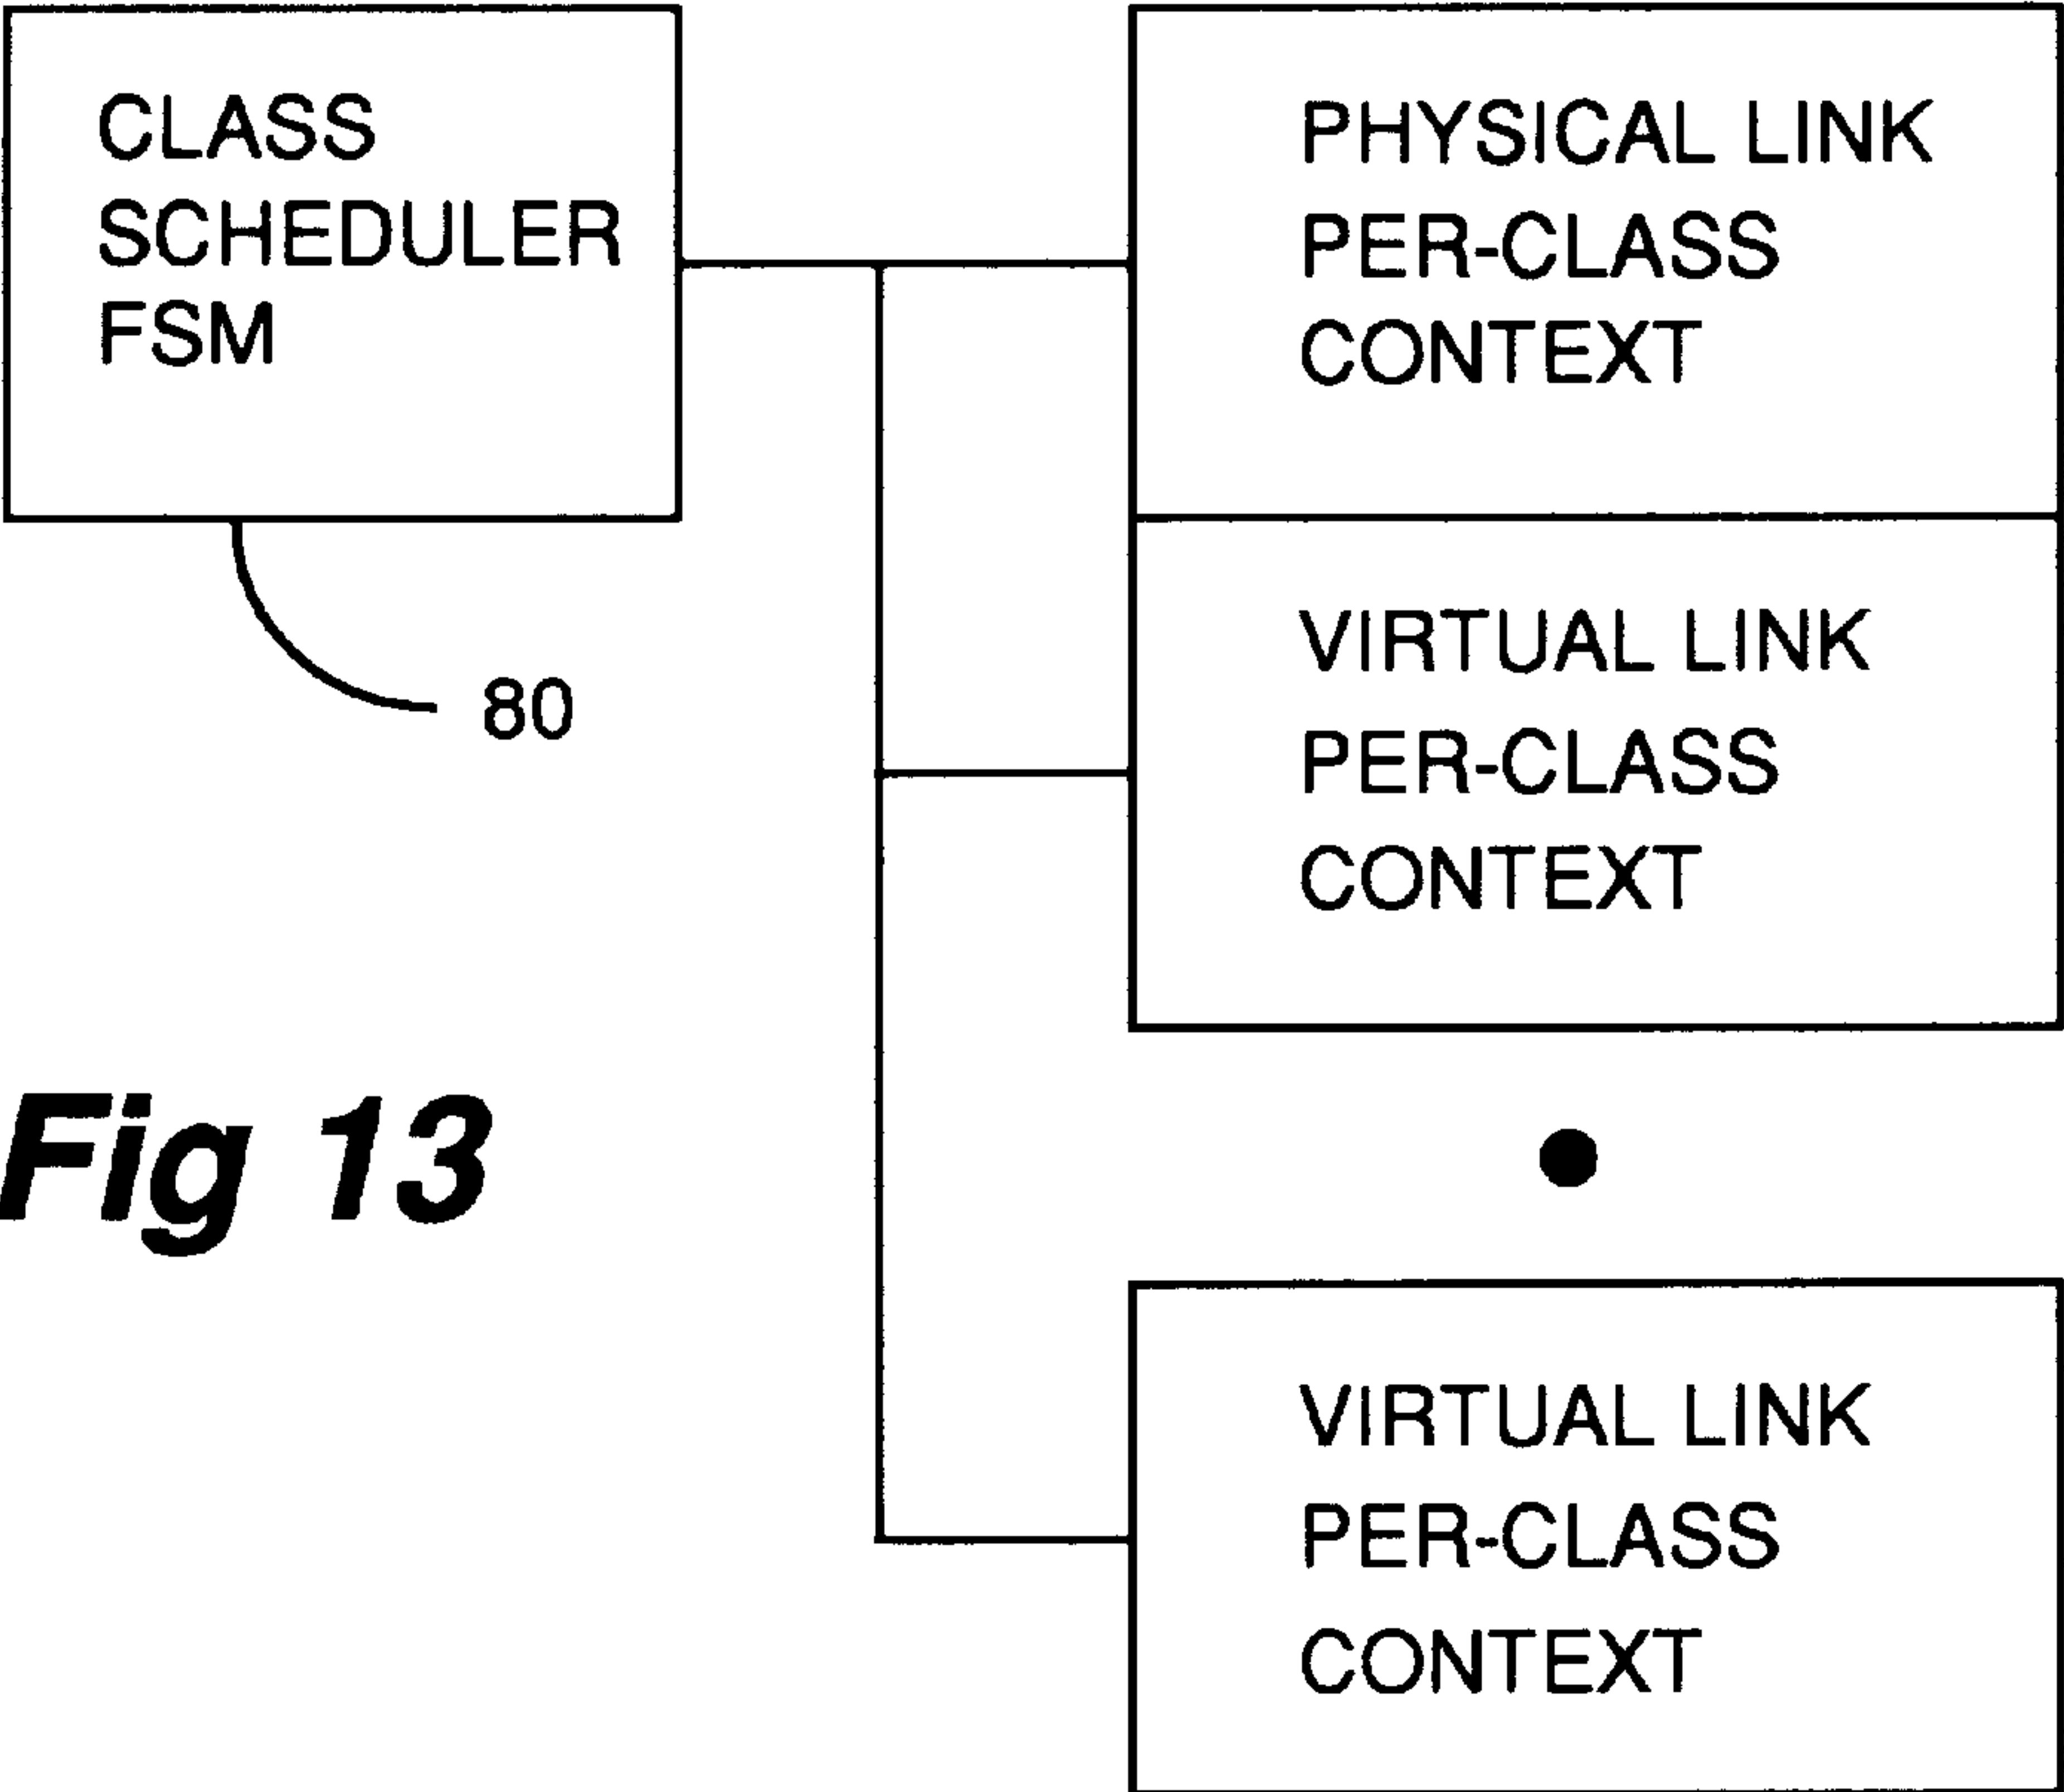 CLASS
SCHEDULER
FSM
80
PHYSICAL LINK
PER-CLASS
CONTEXT
VIRTUAL LINK
PER-CLASS
CONTEXT
VIRTUAL LINK
PER-CLASS
CONTEXT
Fig 13